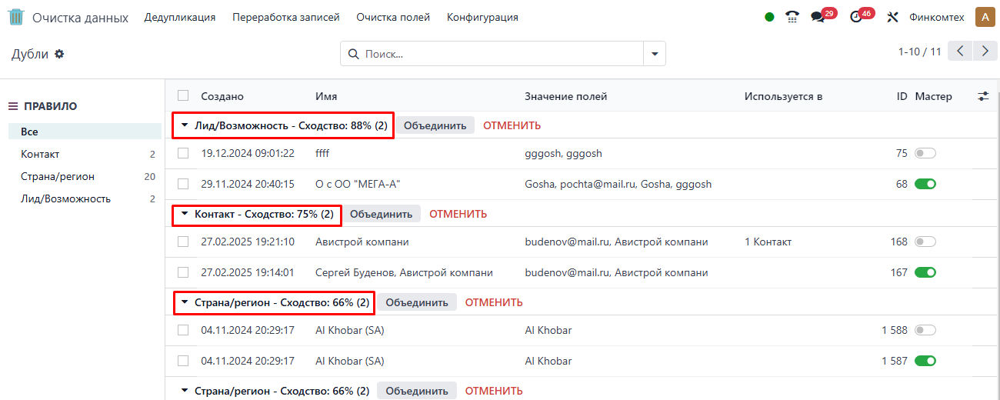 Очистка данных Дедупликация Переработка записей Очистка полей Конфигурация 29 46 Финкомтех A
Дубли Поиск... 1-10 / 11
ПРАВИЛО
Все
Контакт 2
Страна/регион 20
Лид/Возможность 2
Создано Имя Значение полей Используется в ID Мастер
Лид/Возможность - Сходство: 88% (2) Объединить ОТМЕНИТЬ
19.12.2024 09:01:22 ffff gggosh, gggosh 75
29.11.2024 20:40:15 О с ОО "МЕГА-А" Gosha, pochta@mail.ru, Gosha, gggosh 68
Контакт - Сходство: 75% (2) Объединить ОТМЕНИТЬ
27.02.2025 19:21:10 Авистрой компани budenov@mail.ru, Авистрой компани 1 Контакт 168
27.02.2025 19:14:01 Сергей Буденов, Авистрой компани budenov@mail.ru, Авистрой компани 167
Страна/регион - Сходство: 66% (2) Объединить ОТМЕНИТЬ
04.11.2024 20:29:17 Al Khobar (SA) Al Khobar 1 588
04.11.2024 20:29:17 Al Khobar (SA) Al Khobar 1 587
Страна/регион - Сходство: 66% (2) Объединить ОТМЕНИТЬ